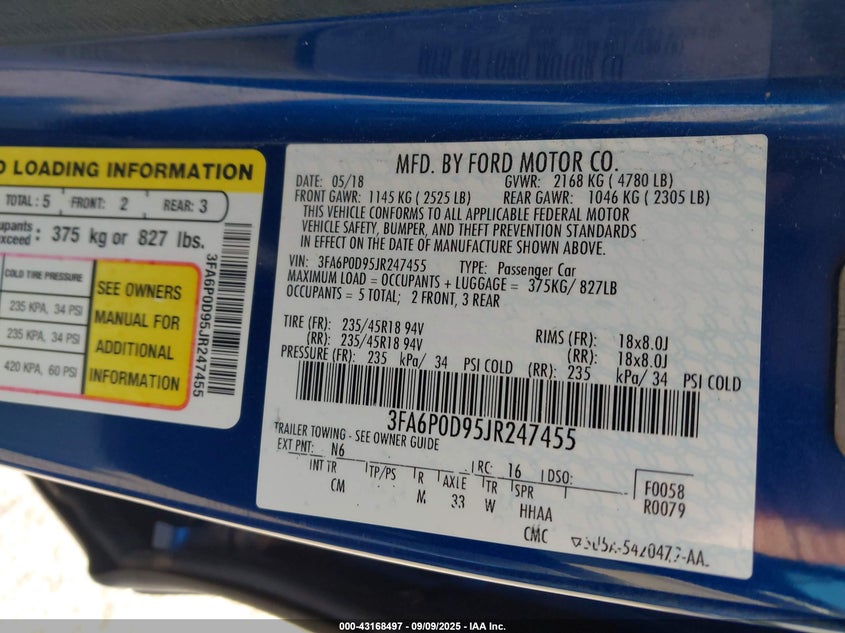 D LOADING INFORMATION
TOTAL: 5 FRONT: 2 REAR: 3
upants
xceed: 375 kg or 827 lbs.
COLD TIRE PRESSURE
235 KPA, 34 PSI
235 KPA, 34 PSI
420 KPA, 60 PSI
SEE OWNERS
MANUAL FOR
ADDITIONAL
INFORMATION
3FA6P0D95JR247455
MFD. BY FORD MOTOR CO.
DATE: 05/18 GVWR: 2168 KG ( 4780 LB)
FRONT GAWR: 1145 KG ( 2525 LB) REAR GAWR: 1046 KG ( 2305 LB)
THIS VEHICLE CONFORMS TO ALL APPLICABLE FEDERAL MOTOR
VEHICLE SAFETY, BUMPER, AND THEFT PREVENTION STANDARDS
IN EFFECT ON THE DATE OF MANUFACTURE SHOWN ABOVE.
VIN: 3FA6P0D95JR247455 TYPE: Passenger Car
MAXIMUM LOAD = OCCUPANTS + LUGGAGE = 375KG/ 827LB
OCCUPANTS = 5 TOTAL; 2 FRONT, 3 REAR
TIRE (FR): 235/45R18 94V RIMS (FR): 18x8.0J
(RR): 235/45R18 94V (RR): 18x8.0J
PRESSURE (FR): 235 kPa/ 34 PSI COLD (RR): 235 kPa/ 34 PSI COLD
3FA6P0D95JR247455
TRAILER TOWING - SEE OWNER GUIDE
EXT PNT: N6 RC: 16 DSO: F0058
INT TR TP/PS R AXLE TR SPR R0079
CM M 33 W HHAA
CMC
000-43168497 - 09/09/2025 - IAA Inc.